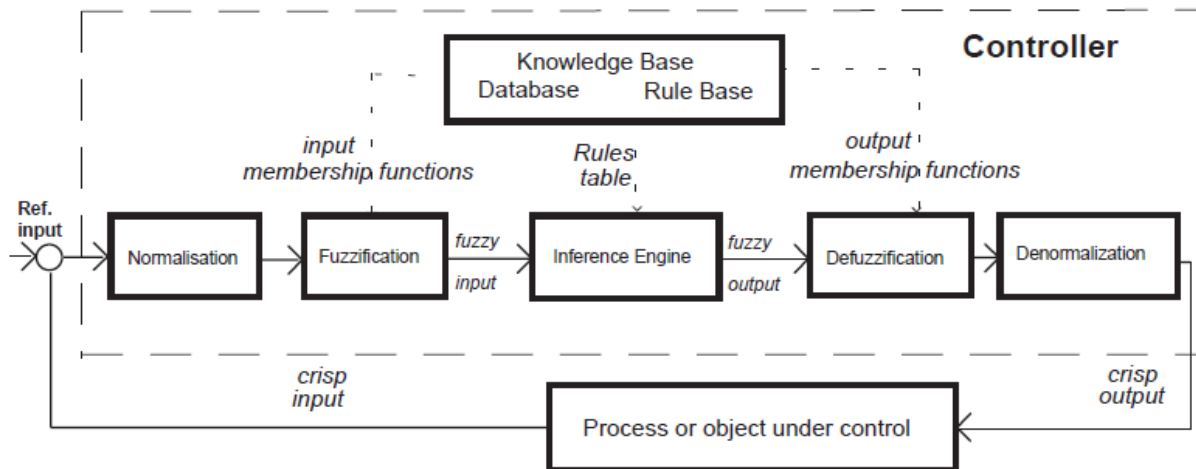 Controller
Knowledge Base
Database Rule Base
input
membership functions
Rules
table
output
membership functions
Ref.
input
Normalisation
Fuzzification
fuzzy
input
Inference Engine
fuzzy
output
Defuzzification
Denormalization
crisp
input
crisp
output
Process or object under control